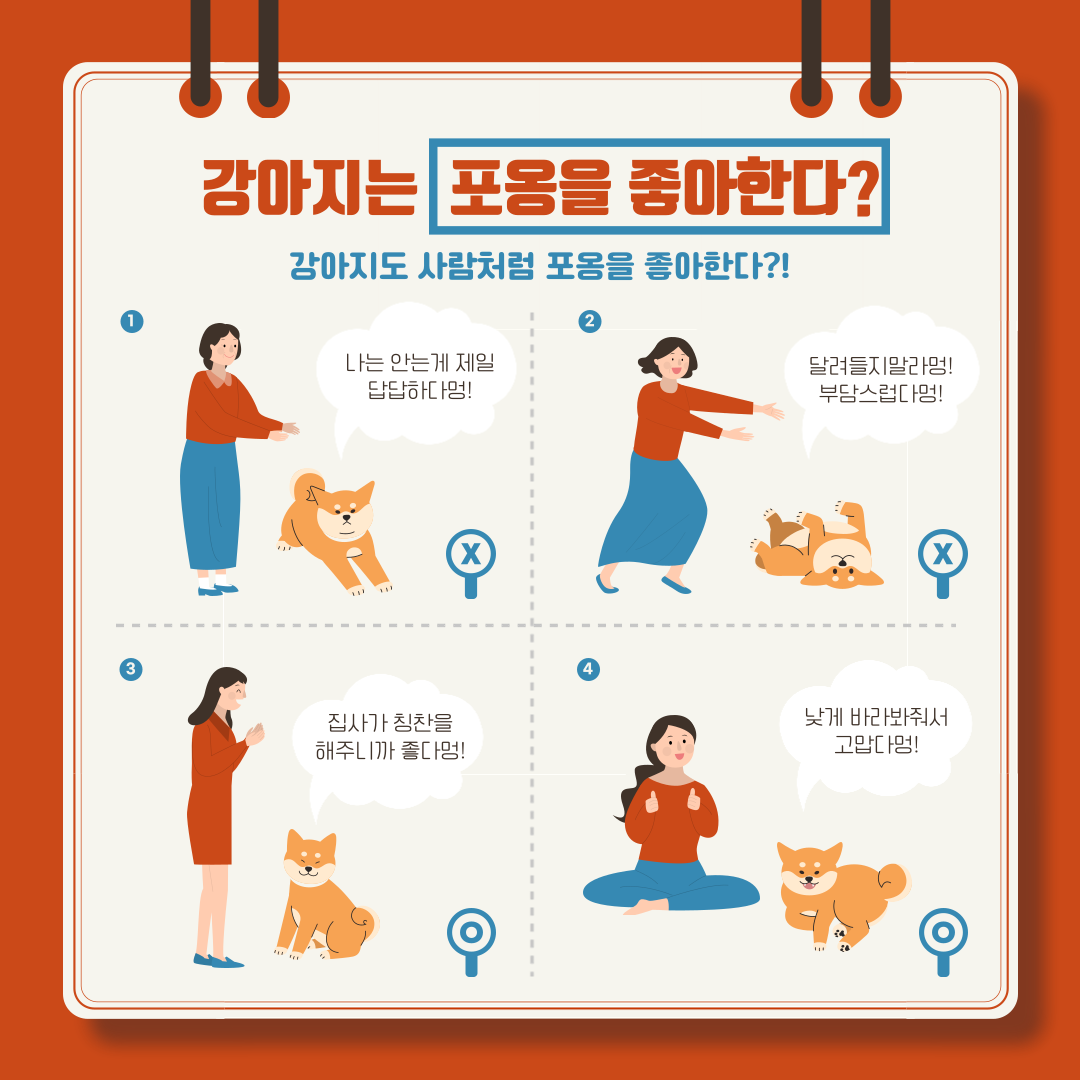 강아지는 포옹을 좋아한다?
강아지도 사람처럼 포옹을 좋아한다?!
1
나는 안는게 제일
답답하다멍!
X
2
달려들지말라멍!
부담스럽다멍!
X
3
집사가 칭찬을
해주니까 좋다멍!
O
4
낮게 바라봐줘서
고맙다멍!
O